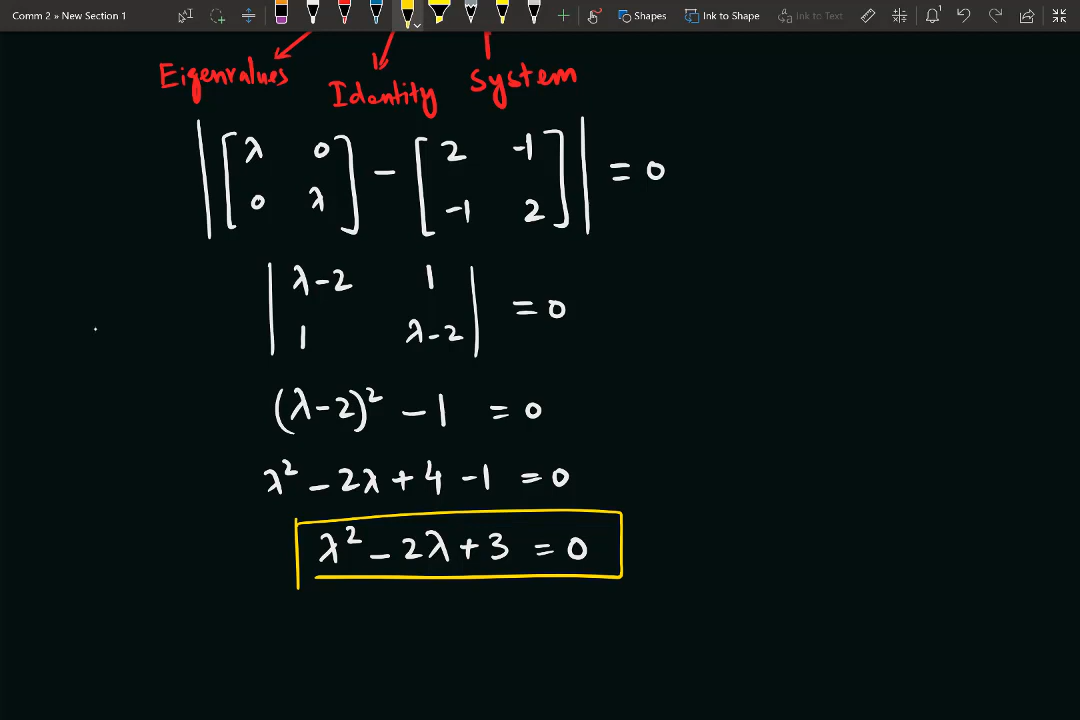 Comm 2 » New Section 1 Shapes Ink to Shape Ink to Text
Eigenvalues Identity System
| [ λ 0 ; 0 λ ] − [ 2 -1 ; -1 2 ] | = 0
| λ-2 1 ; 1 λ-2 | = 0
(λ-2)² - 1 = 0
λ² - 2λ + 4 - 1 = 0
λ² - 2λ + 3 = 0